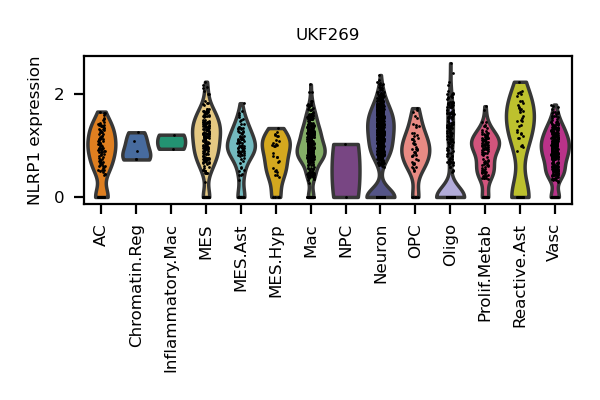 UKF269
NLRP1 expression
2
0
AC
Chromatin.Reg
Inflammatory.Mac
MES
MES.Ast
MES.Hyp
Mac
NPC
Neuron
OPC
Oligo
Prolif.Metab
Reactive.Ast
Vasc